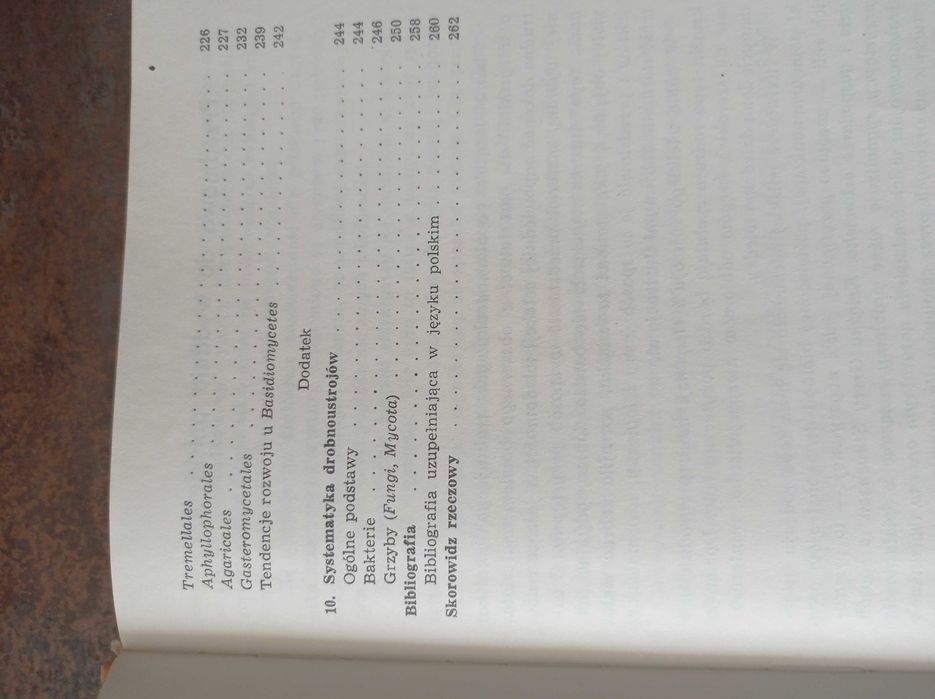 Tremellales . . . . . . . . . . . . . . . . . . . . . . 226
Aphyllophorales . . . . . . . . . . . . . . . . . . . . 227
Agaricales . . . . . . . . . . . . . . . . . . . . . . 232
Gasteromycetales . . . . . . . . . . . . . . . . . . . 239
Tendencje rozwoju u Basidiomycetes . . . . . . . . . . . 242
Dodatek
10. Systematyka drobnoustrojów . . . . . . . . . . . . . . 244
Ogólne podstawy . . . . . . . . . . . . . . . . . . . 244
Bakterie . . . . . . . . . . . . . . . . . . . . . . . 246
Grzyby (Fungi, Mycota) . . . . . . . . . . . . . . . . 250
Bibliografia . . . . . . . . . . . . . . . . . . . . . 258
Bibliografia uzupełniająca w języku polskim . . . . . . . 260
Skorowidz rzeczowy . . . . . . . . . . . . . . . . . . 262